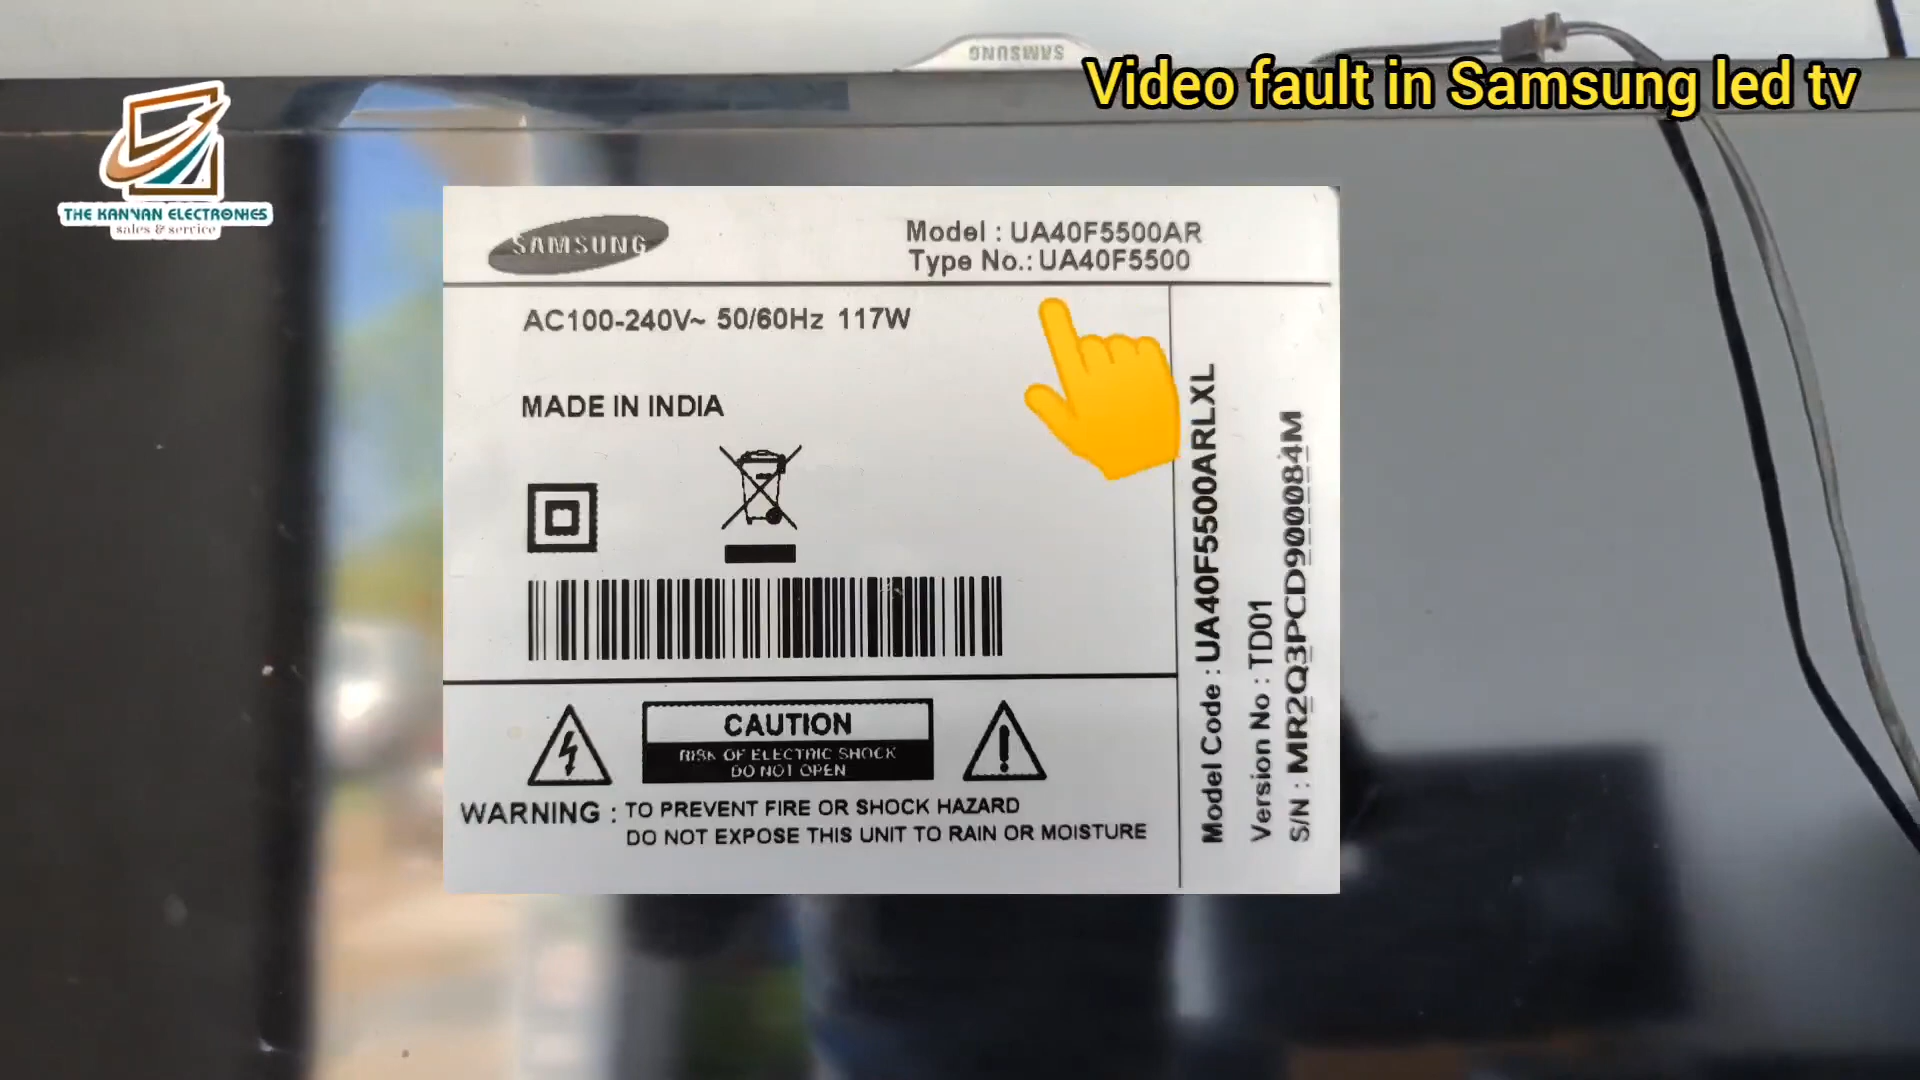 SAMSUNG
Video fault in Samsung led tv
THE KANVAN ELECTRONICS
sales & service
SAMSUNG
Model : UA40F5500AR
Type No.: UA40F5500
AC100-240V~ 50/60Hz 117W
MADE IN INDIA
CAUTION
RISK OF ELECTRIC SHOCK
DO NOT OPEN
WARNING : TO PREVENT FIRE OR SHOCK HAZARD
DO NOT EXPOSE THIS UNIT TO RAIN OR MOISTURE
Model Code : UA40F5500ARLXL
Version No : TD01
S/N : MR2Q3PCD900084M